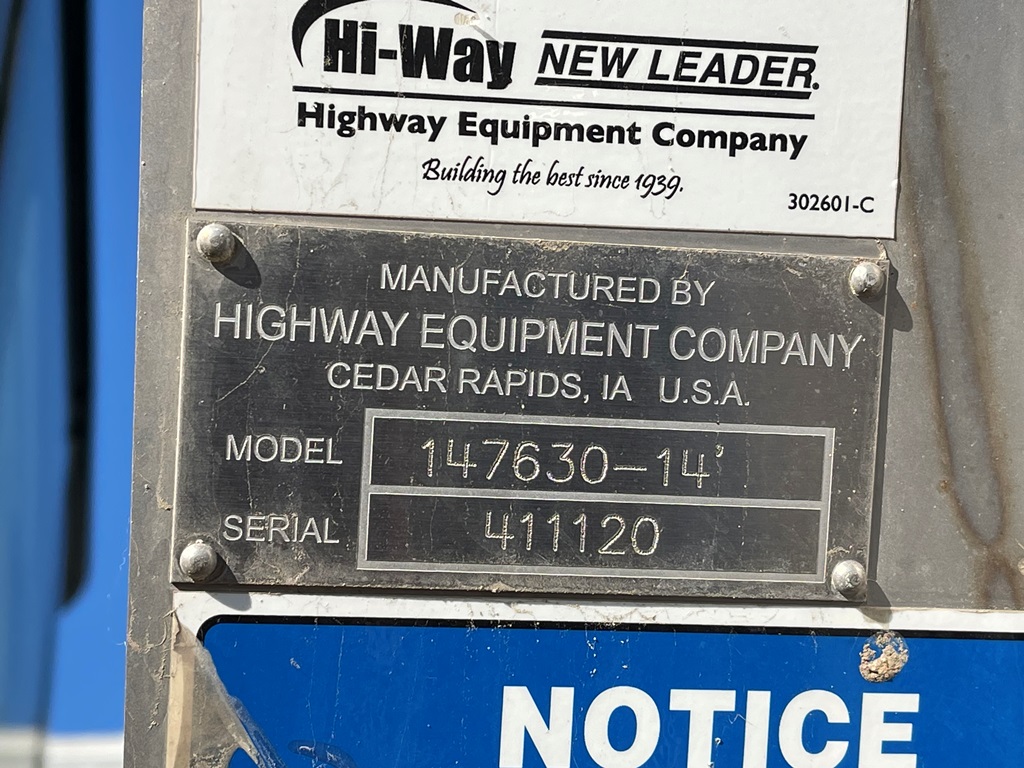 Hi-Way NEW LEADER.
Highway Equipment Company
Building the best since 1939.
302601-C
MANUFACTURED BY
HIGHWAY EQUIPMENT COMPANY
CEDAR RAPIDS, IA U.S.A.
MODEL 147630-14'
SERIAL 411120
NOTICE